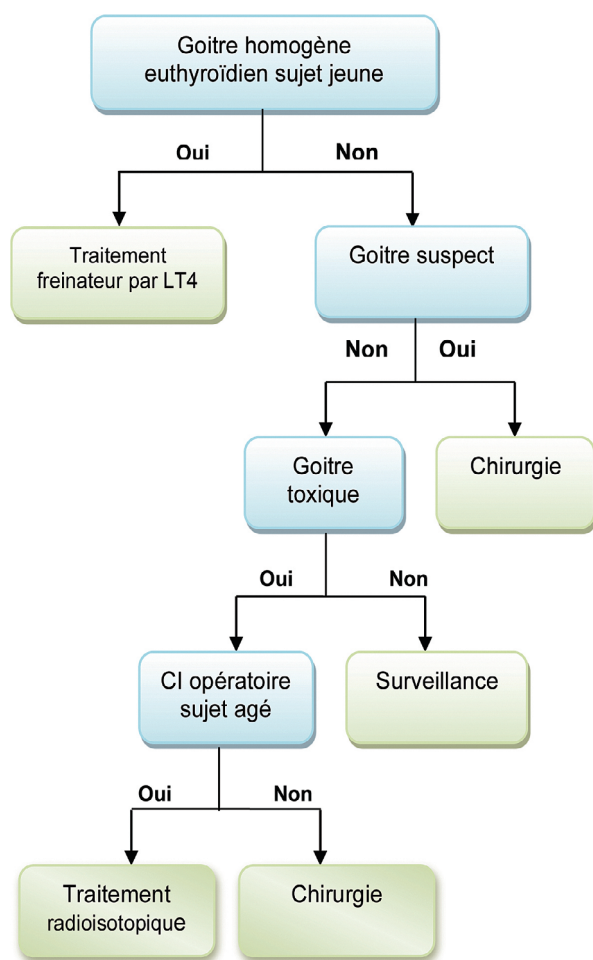 Goitre homogène
euthyroïdien sujet jeune
Oui
Non
Traitement
freinateur par LT4
Goitre suspect
Non
Oui
Goitre
toxique
Chirurgie
Oui
Non
CI opératoire
sujet agé
Surveillance
Oui
Non
Traitement
radioisotopique
Chirurgie